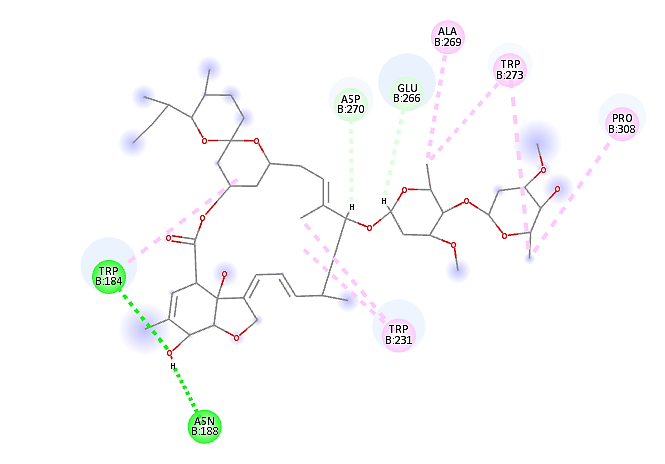 ALA
B:269
TRP
B:273
GLU
B:266
ASP
B:270
PRO
B:308
O
O
O
O
H
H
O
O
O
O
O
O
O
O
O
TRP
B:184
O
O
TRP
B:231
O
H
ASN
B:188